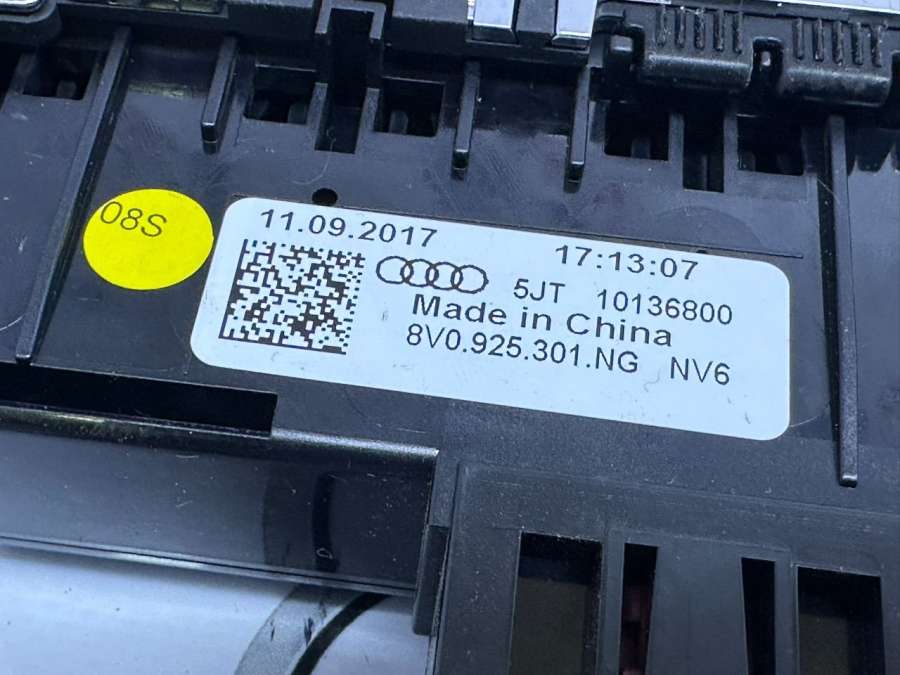 08S
11.09.2017 17:13:07
5JT 10136800
Made in China
8V0.925.301.NG NV6